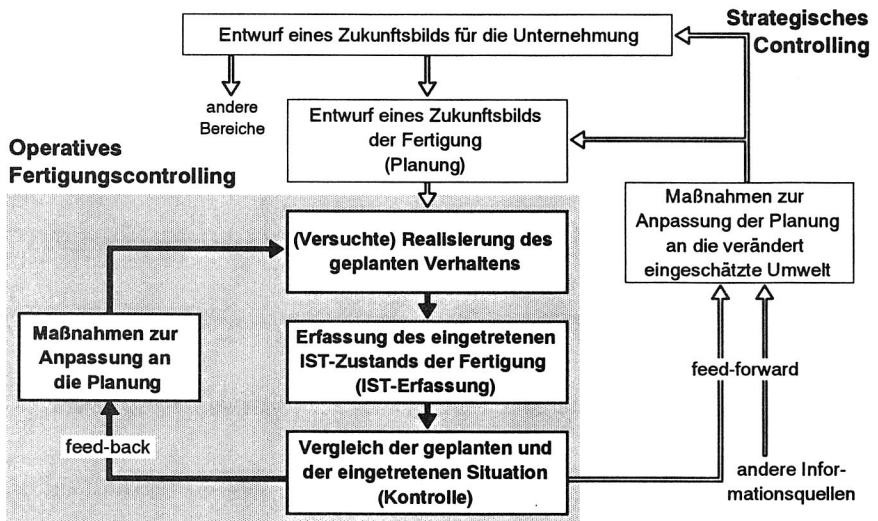 Strategisches
Controlling
Entwurf eines Zukunftsbilds für die Unternehmung
andere
Bereiche
Entwurf eines Zukunftsbilds
der Fertigung
(Planung)
Operatives
Fertigungscontrolling
Maßnahmen zur
Anpassung der Planung
an die verändert
eingeschätzte Umwelt
(Versuchte) Realisierung des
geplanten Verhaltens
Maßnahmen zur
Anpassung an
die Planung
Erfassung des eingetretenen
IST-Zustands der Fertigung
(IST-Erfassung)
feed-forward
feed-back
Vergleich der geplanten und
der eingetretenen Situation
(Kontrolle)
andere Infor-
mationsquellen